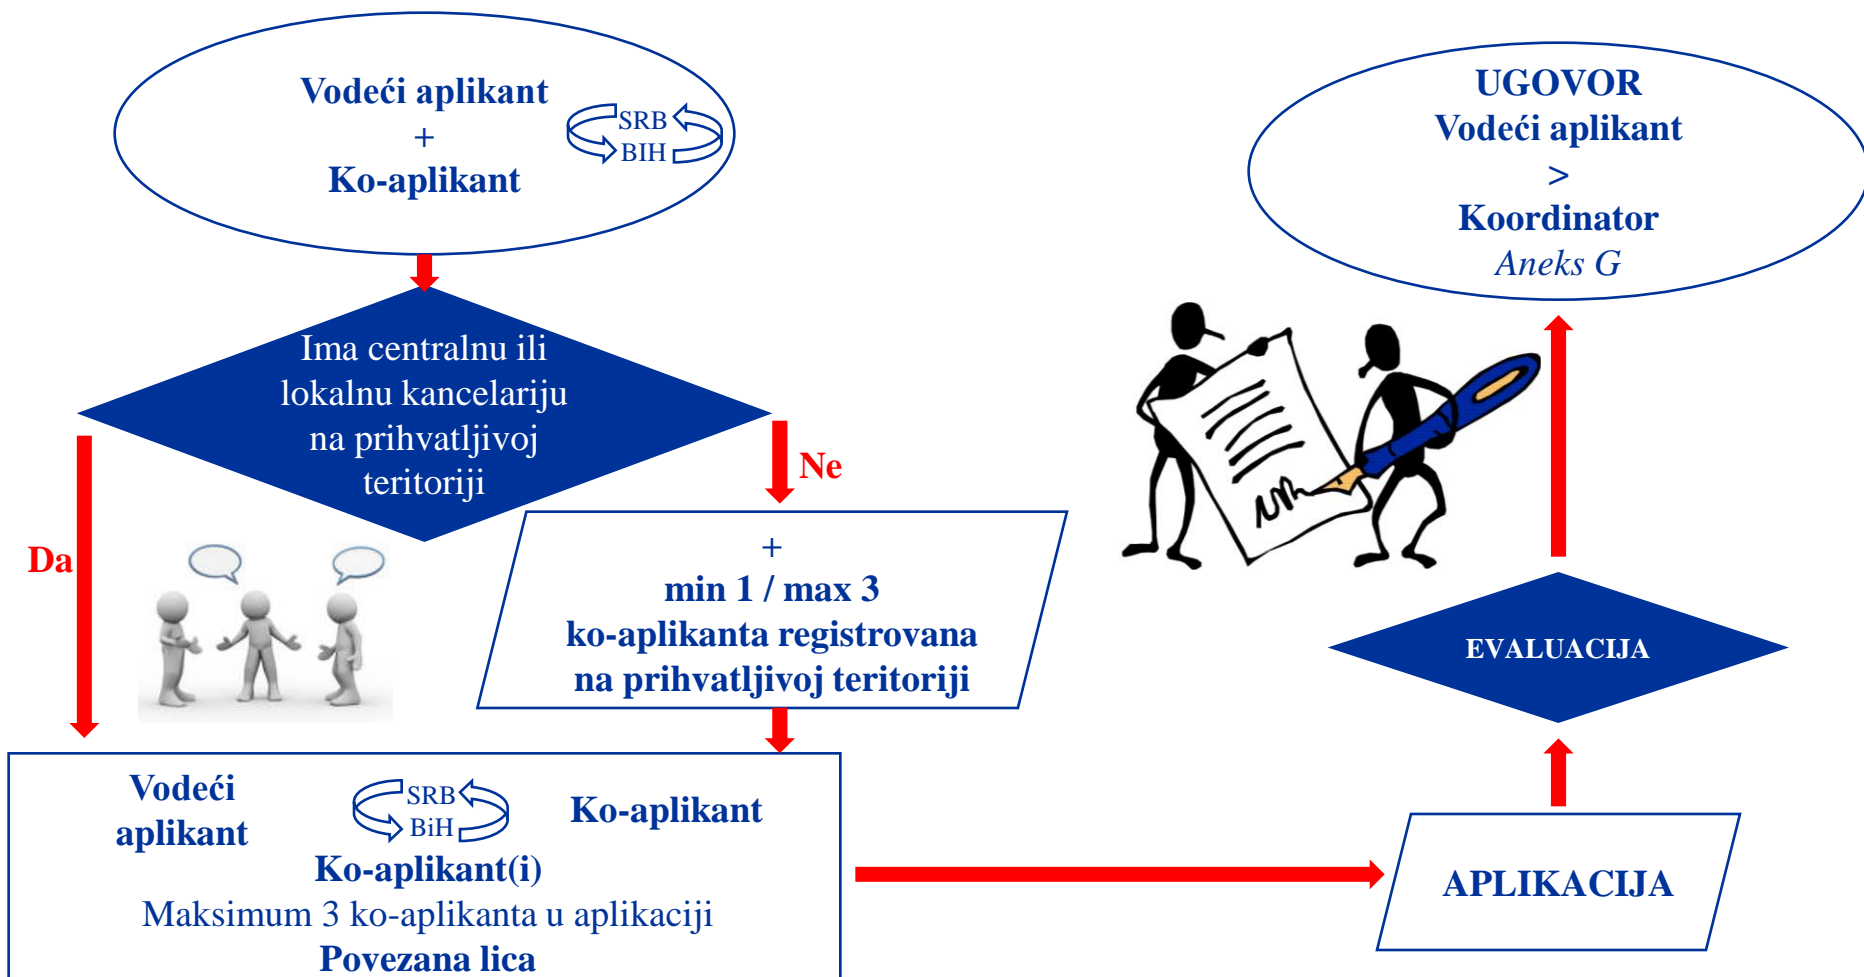 Vodeći aplikant
+
Ko-aplikant
SRB
BIH
Ima centralnu ili
lokalnu kancelariju
na prihvatljivoj
teritoriji
Da
Ne
+
min 1 / max 3
ko-aplikanta registrovana
na prihvatljivoj teritoriji
Vodeći
aplikant
SRB
BiH
Ko-aplikant
Ko-aplikant(i)
Maksimum 3 ko-aplikanta u aplikaciji
Povezana lica
APLIKACIJA
EVALUACIJA
UGOVOR
Vodeći aplikant
>
Koordinator
Aneks G